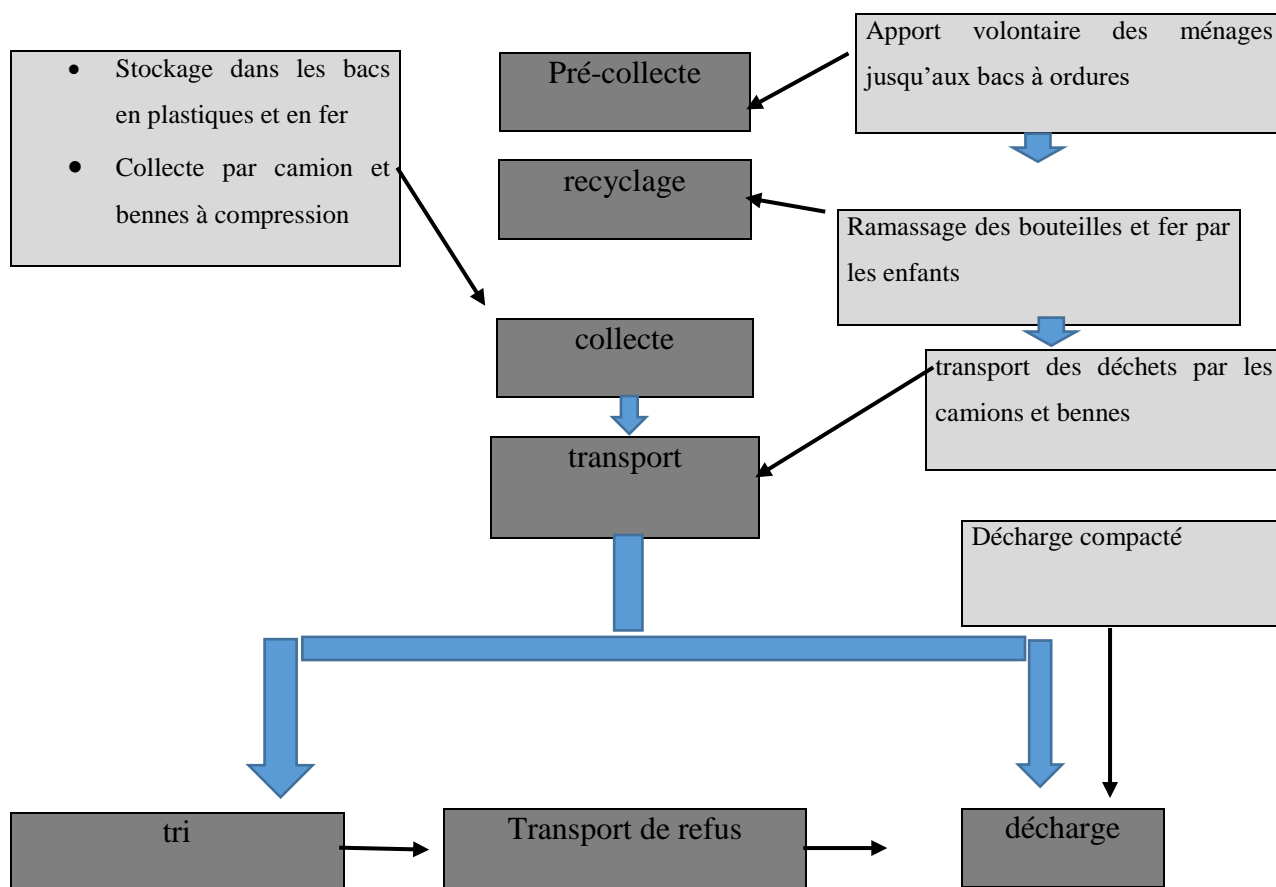 • Stockage dans les bacs
en plastiques et en fer
• Collecte par camion et
bennes à compression
Pré-collecte
Apport volontaire des ménages
jusqu’aux bacs à ordures
recyclage
Ramassage des bouteilles et fer par
les enfants
collecte
transport des déchets par les
camions et bennes
transport
Décharge compacté
tri
Transport de refus
décharge